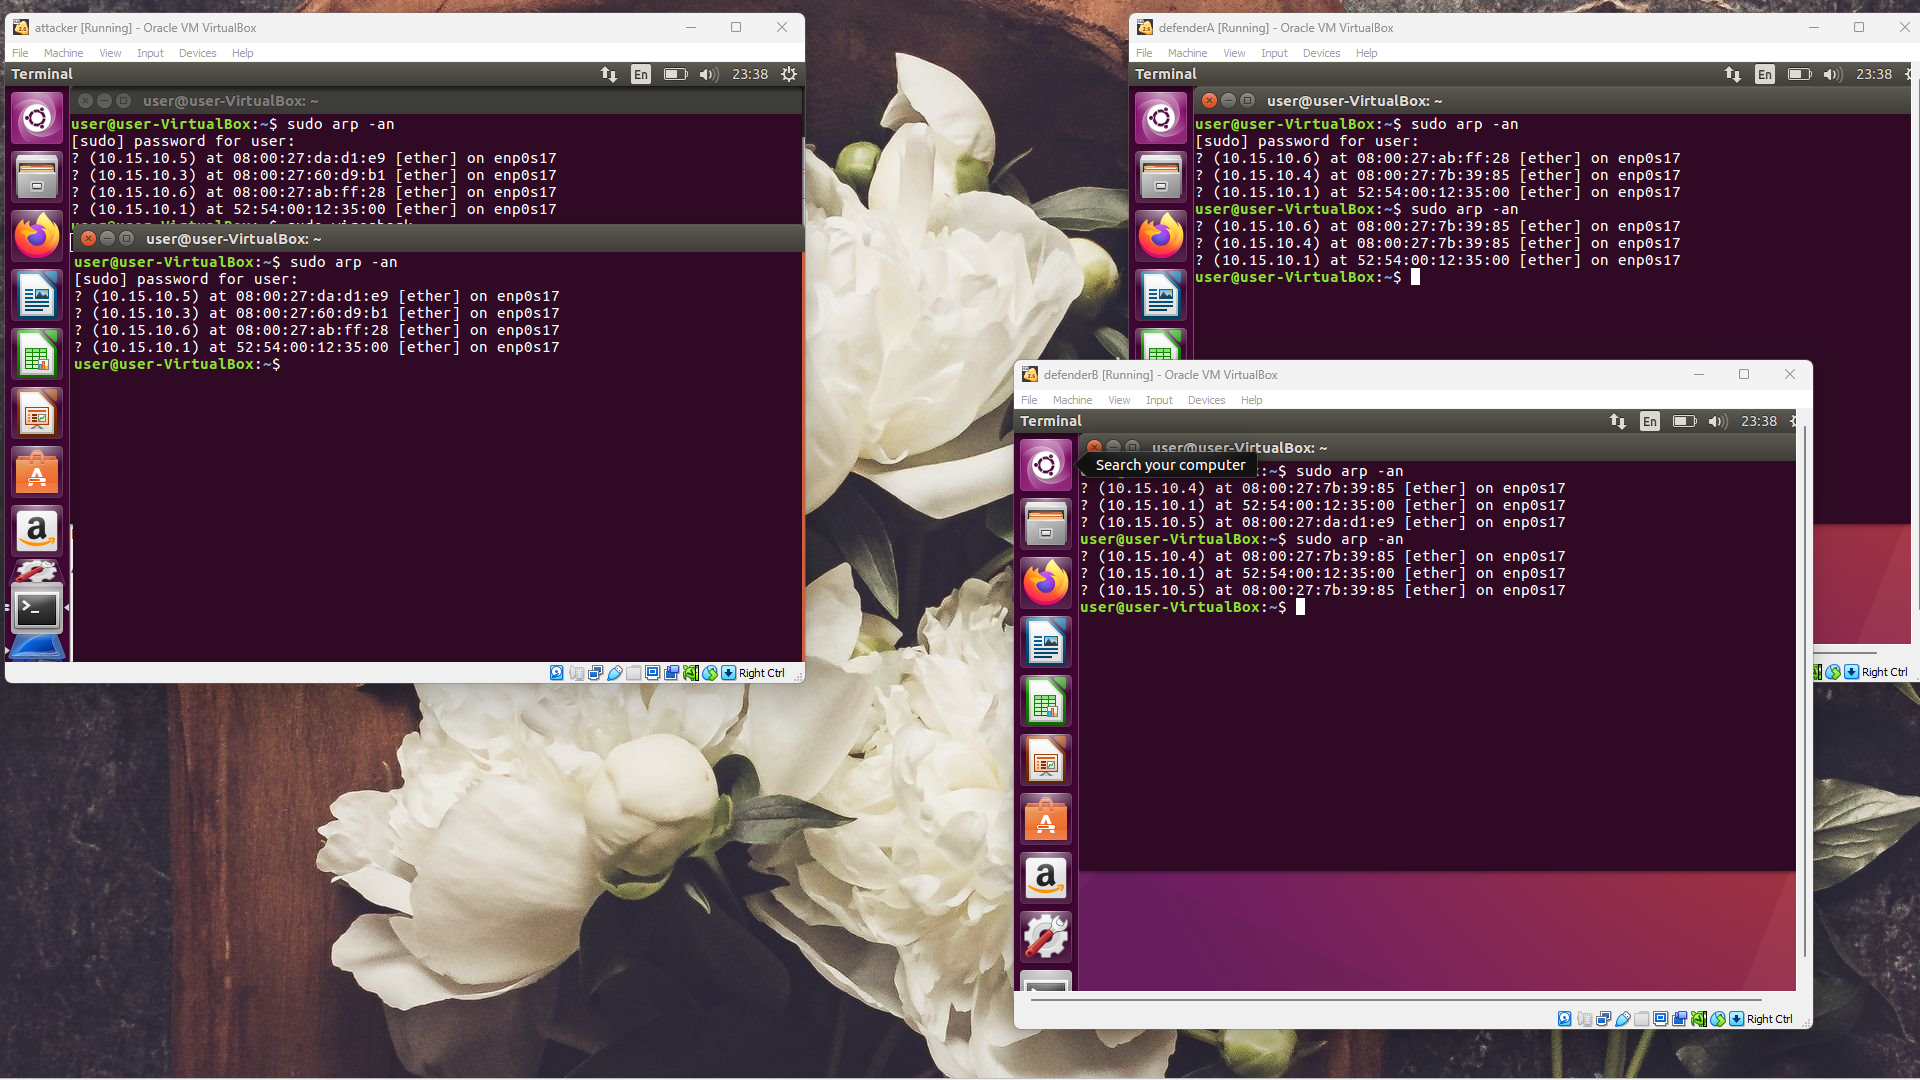 attacker [Running] - Oracle VM VirtualBox
File Machine View Input Devices Help
Terminal En 23:38
user@user-VirtualBox: ~
user@user-VirtualBox:~$ sudo arp -an
[sudo] password for user:
? (10.15.10.5) at 08:00:27:da:d1:e9 [ether] on enp0s17
? (10.15.10.3) at 08:00:27:60:d9:b1 [ether] on enp0s17
? (10.15.10.6) at 08:00:27:ab:ff:28 [ether] on enp0s17
? (10.15.10.1) at 52:54:00:12:35:00 [ether] on enp0s17
user@user-VirtualBox: ~
user@user-VirtualBox:~$ sudo arp -an
[sudo] password for user:
? (10.15.10.5) at 08:00:27:da:d1:e9 [ether] on enp0s17
? (10.15.10.3) at 08:00:27:60:d9:b1 [ether] on enp0s17
? (10.15.10.6) at 08:00:27:ab:ff:28 [ether] on enp0s17
? (10.15.10.1) at 52:54:00:12:35:00 [ether] on enp0s17
user@user-VirtualBox:~$
Right Ctrl
defenderA [Running] - Oracle VM VirtualBox
File Machine View Input Devices Help
Terminal En 23:38
user@user-VirtualBox: ~
user@user-VirtualBox:~$ sudo arp -an
[sudo] password for user:
? (10.15.10.6) at 08:00:27:ab:ff:28 [ether] on enp0s17
? (10.15.10.4) at 08:00:27:7b:39:85 [ether] on enp0s17
? (10.15.10.1) at 52:54:00:12:35:00 [ether] on enp0s17
user@user-VirtualBox:~$ sudo arp -an
? (10.15.10.6) at 08:00:27:7b:39:85 [ether] on enp0s17
? (10.15.10.4) at 08:00:27:7b:39:85 [ether] on enp0s17
? (10.15.10.1) at 52:54:00:12:35:00 [ether] on enp0s17
user@user-VirtualBox:~$
Right Ctrl
defenderB [Running] - Oracle VM VirtualBox
File Machine View Input Devices Help
Terminal En 23:38
user@user-VirtualBox: ~
Search your computer
:~$ sudo arp -an
? (10.15.10.4) at 08:00:27:7b:39:85 [ether] on enp0s17
? (10.15.10.1) at 52:54:00:12:35:00 [ether] on enp0s17
? (10.15.10.5) at 08:00:27:da:d1:e9 [ether] on enp0s17
user@user-VirtualBox:~$ sudo arp -an
? (10.15.10.4) at 08:00:27:7b:39:85 [ether] on enp0s17
? (10.15.10.1) at 52:54:00:12:35:00 [ether] on enp0s17
? (10.15.10.5) at 08:00:27:7b:39:85 [ether] on enp0s17
user@user-VirtualBox:~$
Right Ctrl